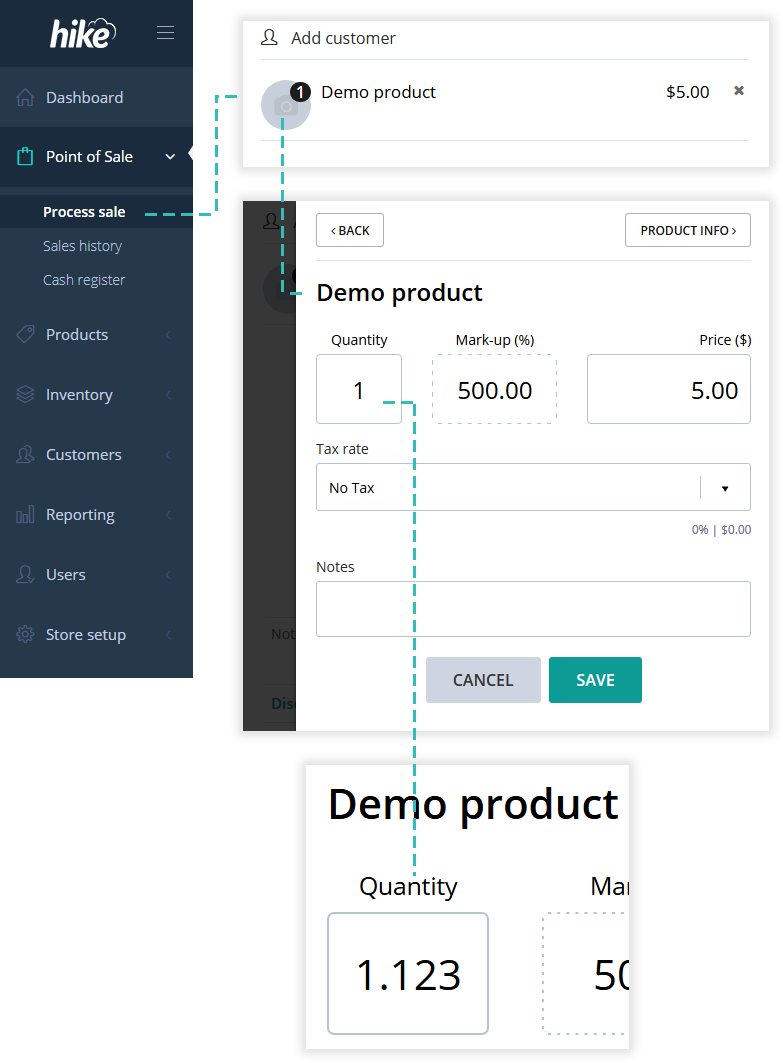 hike
Dashboard
Point of Sale
Process sale
Sales history
Cash register
Products
Inventory
Customers
Reporting
Users
Store setup
Add customer
1 Demo product $5.00 ✖
‹ BACK PRODUCT INFO ›
Demo product
Quantity Mark-up (%) Price ($)
1 500.00 5.00
Tax rate
No Tax
0% | $0.00
Notes
Not
Disc
CANCEL SAVE
Demo product
Quantity Mar
1.123 50